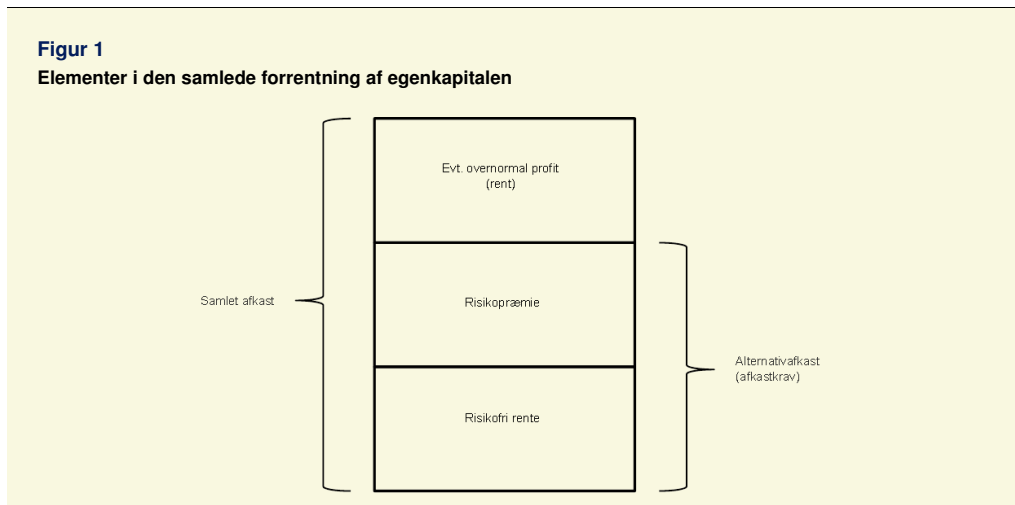 Figur 1
Elementer i den samlede forrentning af egenkapitalen
Evt. overnormal profit
(rent)
Samlet afkast
Risikopræmie
Alternativafkast
(afkastkrav)
Risikofri rente